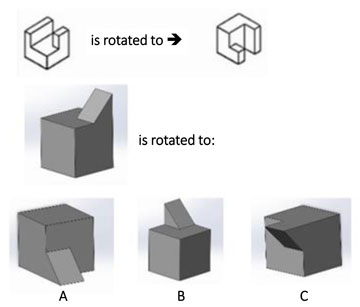 is rotated to ➔
is rotated to:
A B C